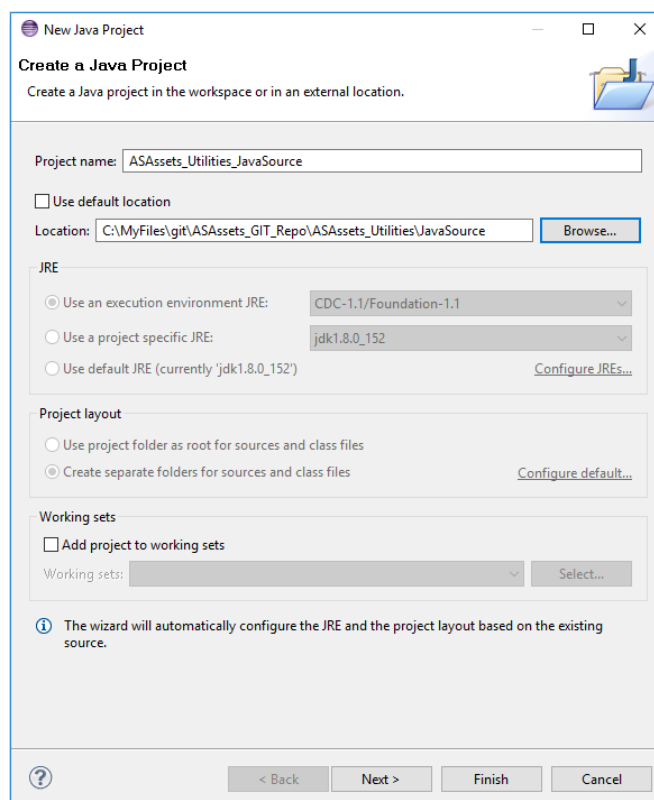 New Java Project
Create a Java Project
Create a Java project in the workspace or in an external location.
Project name: ASAssets_Utilities_JavaSource
Use default location
Location: C:\MyFiles\git\ASAssets_GIT_Repo\ASAssets_Utilities\JavaSource Browse...
JRE
Use an execution environment JRE: CDC-1.1/Foundation-1.1
Use a project specific JRE: jdk1.8.0_152
Use default JRE (currently 'jdk1.8.0_152') Configure JREs...
Project layout
Use project folder as root for sources and class files
Create separate folders for sources and class files Configure default...
Working sets
Add project to working sets
Working sets: Select...
The wizard will automatically configure the JRE and the project layout based on the existing
source.
? < Back Next > Finish Cancel